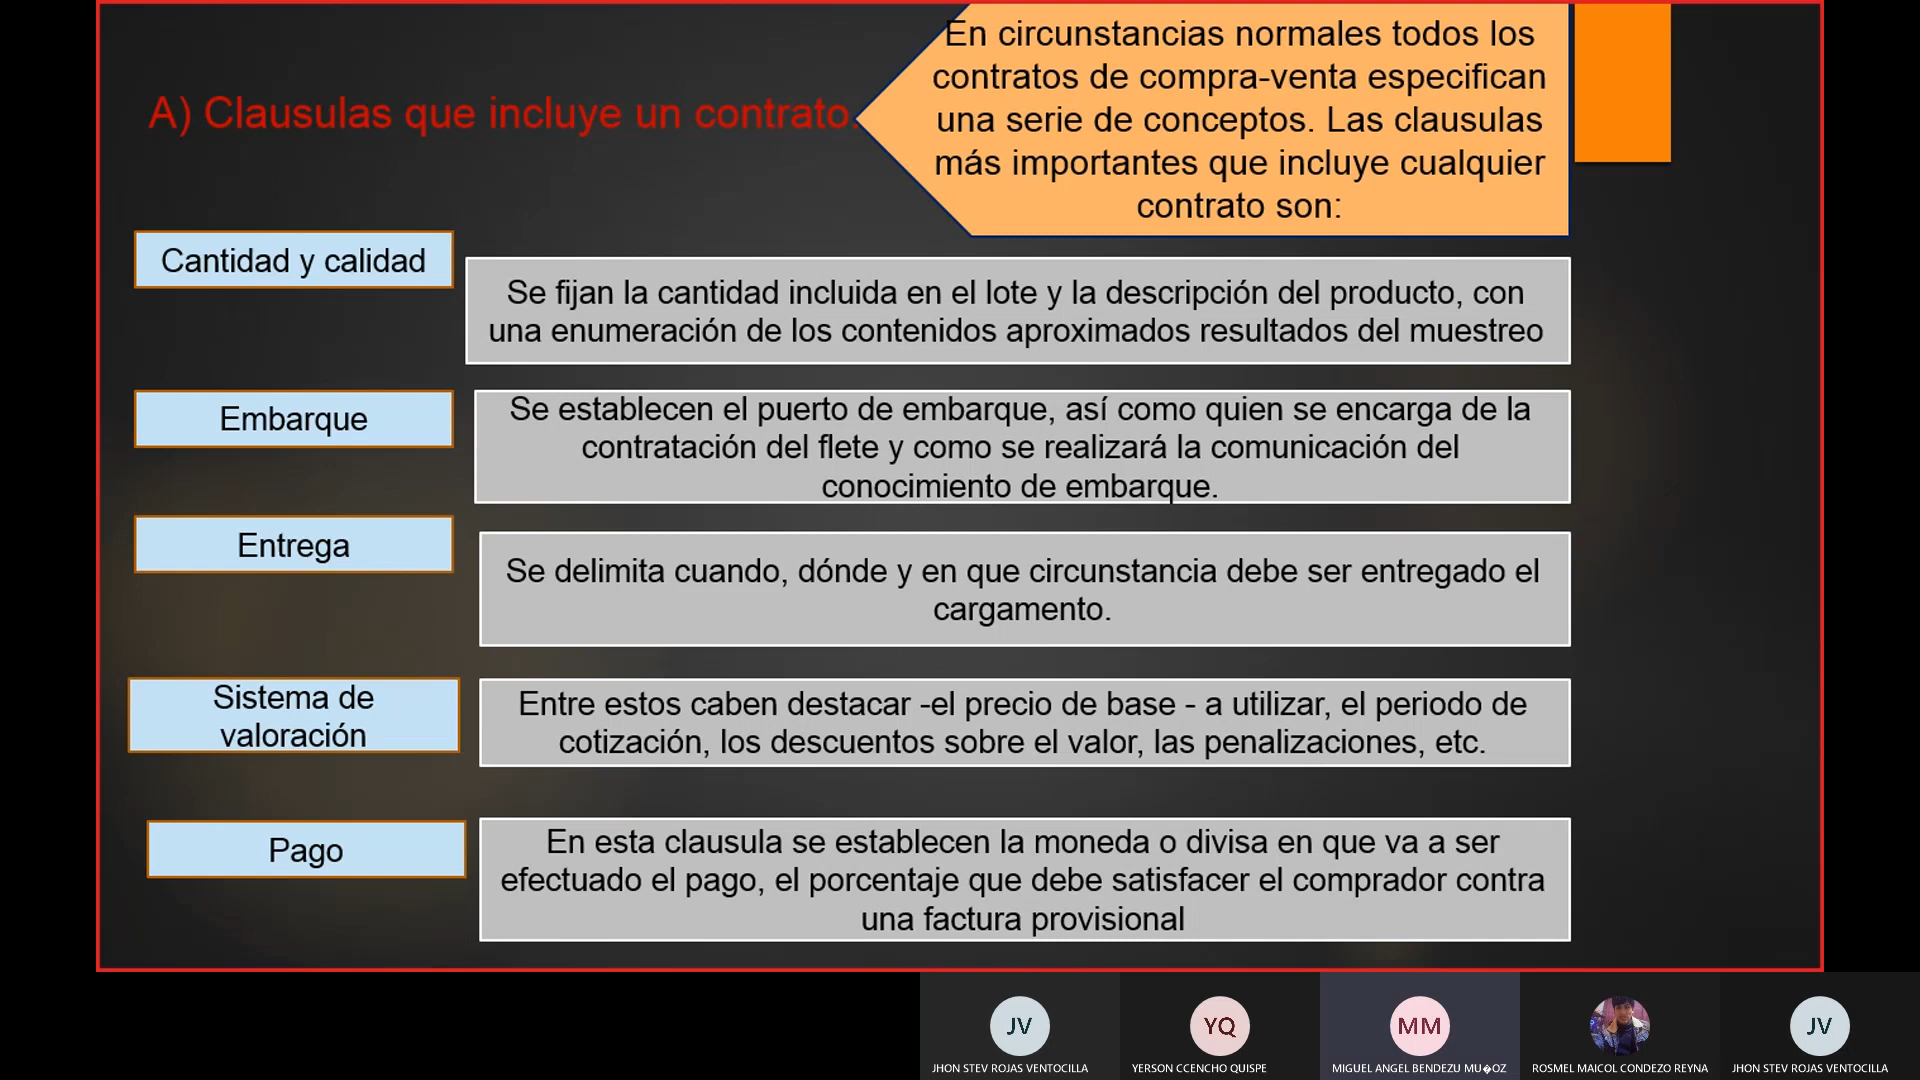 En circunstancias normales todos los
contratos de compra-venta especifican
una serie de conceptos. Las clausulas
más importantes que incluye cualquier
contrato son:
A) Clausulas que incluye un contrato.
Cantidad y calidad
Se fijan la cantidad incluida en el lote y la descripción del producto, con
una enumeración de los contenidos aproximados resultados del muestreo
Embarque
Se establecen el puerto de embarque, así como quien se encarga de la
contratación del flete y como se realizará la comunicación del
conocimiento de embarque.
Entrega
Se delimita cuando, dónde y en que circunstancia debe ser entregado el
cargamento.
Sistema de
valoración
Entre estos caben destacar -el precio de base - a utilizar, el periodo de
cotización, los descuentos sobre el valor, las penalizaciones, etc.
Pago
En esta clausula se establecen la moneda o divisa en que va a ser
efectuado el pago, el porcentaje que debe satisfacer el comprador contra
una factura provisional
JV
YQ
MM
JV
JHON STEV ROJAS VENTOCILLA
YERSON CCENCHO QUISPE
MIGUEL ANGEL BENDEZU MU�OZ
ROSMEL MAICOL CONDEZO REYNA
JHON STEV ROJAS VENTOCILLA